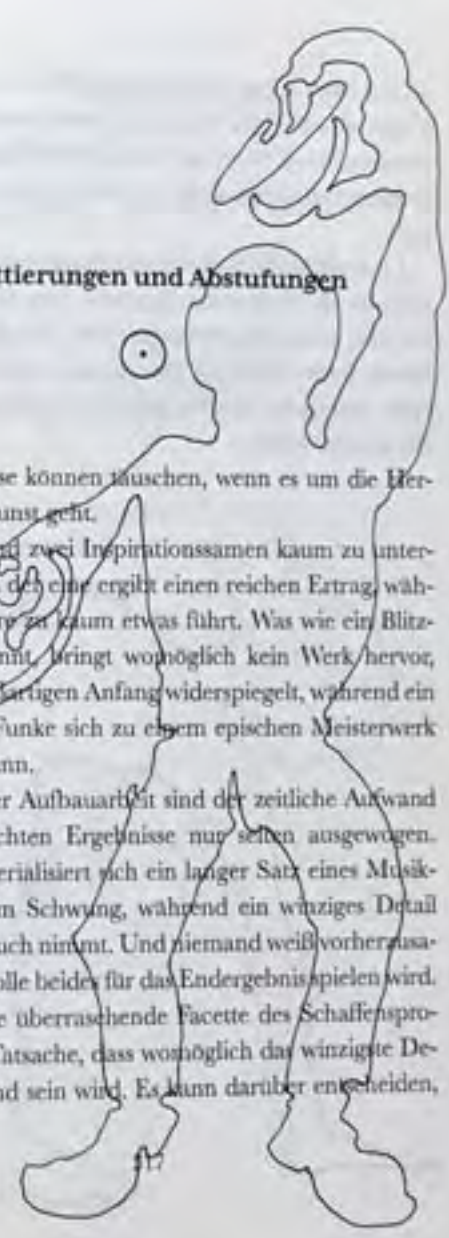 tierungen und Abstufungen
se können täuschen, wenn es um die Her-
unst geht.
nd zwei Inspirationssamen kaum zu unter-
der eine ergibt einen reichen Ertrag, wäh-
re zu kaum etwas führt. Was wie ein Blitz-
nnt, bringt womöglich kein Werk hervor,
artigen Anfang widerspiegelt, während ein
Funke sich zu einem epischen Meisterwerk
nn.
er Aufbauarbeit sind der zeitliche Aufwand
chten Ergebnisse nur selten ausgewogen.
erialisiert sich ein langer Satz eines Musik-
m Schwung, während ein winziges Detail
uch nimmt. Und niemand weiß vorherzusa-
olle beides für das Endergebnis spielen wird.
e überraschende Facette des Schaffenspro-
Tatsache, dass womöglich das winzigste De-
nd sein wird. Es kann darüber entscheiden,